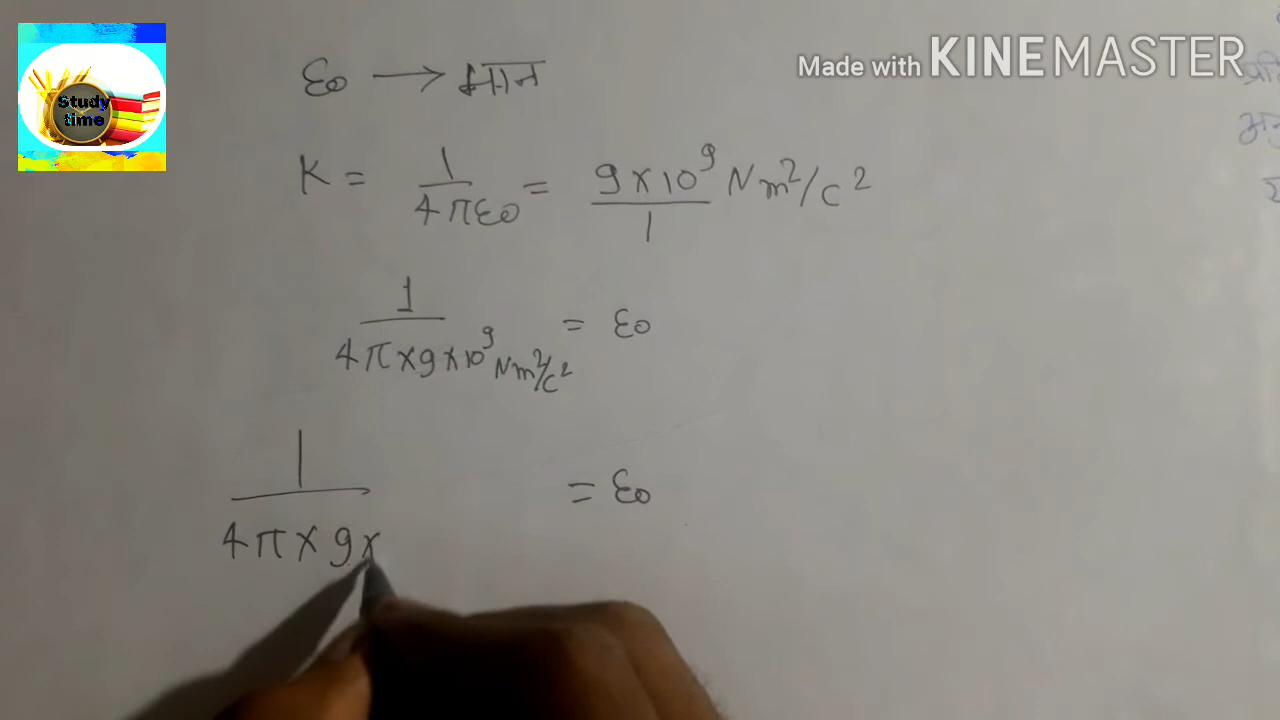 Study
time
Made with KINEMASTER
ε₀ → मान
K = 1/4πε₀ = 9×10⁹/1 Nm²/C²
1/4π×9×10⁹ Nm²/C² = ε₀
1/4π×9× = ε₀